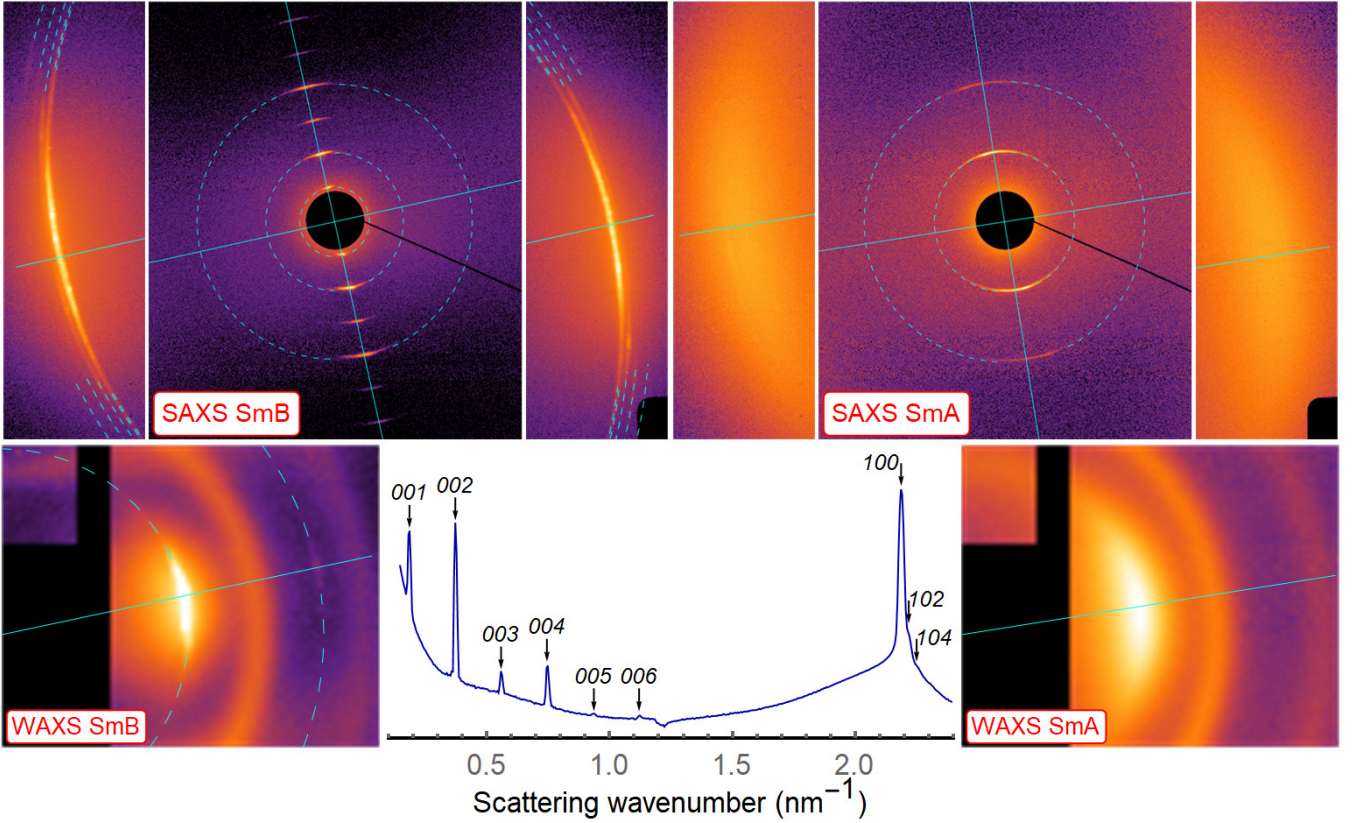 SAXS SmB
SAXS SmA
WAXS SmB
001
002
003
004
005
006
100
102
104
0.5
1.0
1.5
2.0
Scattering wavenumber (nm⁻¹)
WAXS SmA